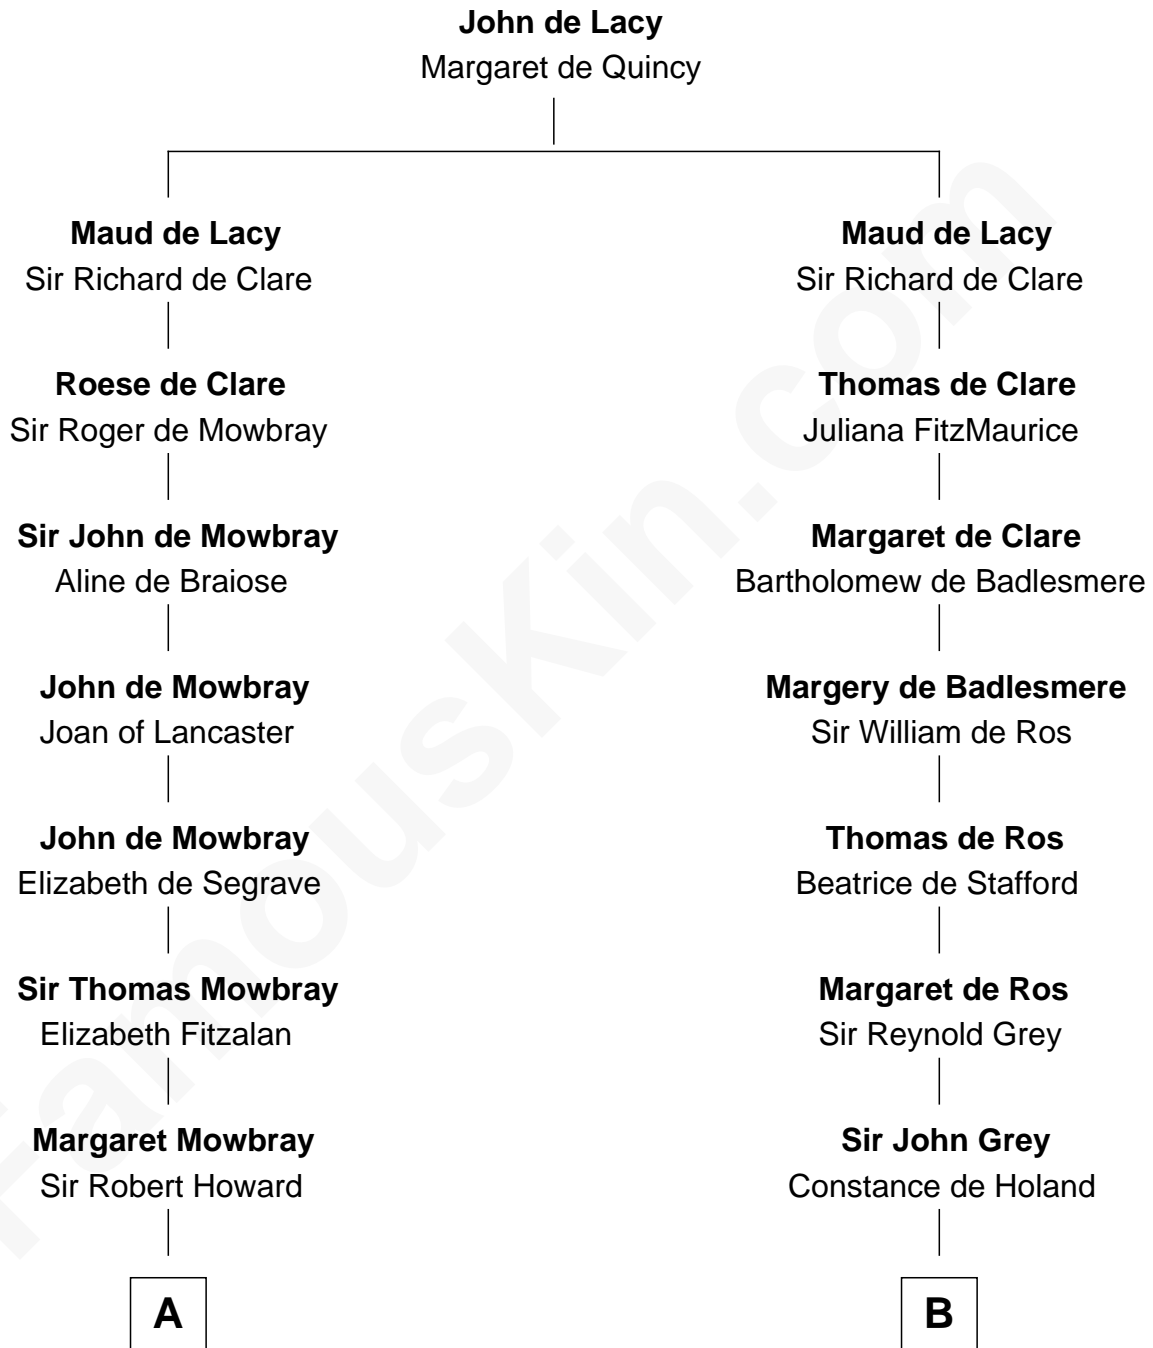 John de Lacy
Margaret de Quincy
Maud de Lacy
Sir Richard de Clare
Roese de Clare
Sir Roger de Mowbray
Sir John de Mowbray
Aline de Braiose
John de Mowbray
Joan of Lancaster
John de Mowbray
Elizabeth de Segrave
Sir Thomas Mowbray
Elizabeth Fitzalan
Margaret Mowbray
Sir Robert Howard
A
Maud de Lacy
Sir Richard de Clare
Thomas de Clare
Juliana FitzMaurice
Margaret de Clare
Bartholomew de Badlesmere
Margery de Badlesmere
Sir William de Ros
Thomas de Ros
Beatrice de Stafford
Margaret de Ros
Sir Reynold Grey
Sir John Grey
Constance de Holand
B
FamousKin.com